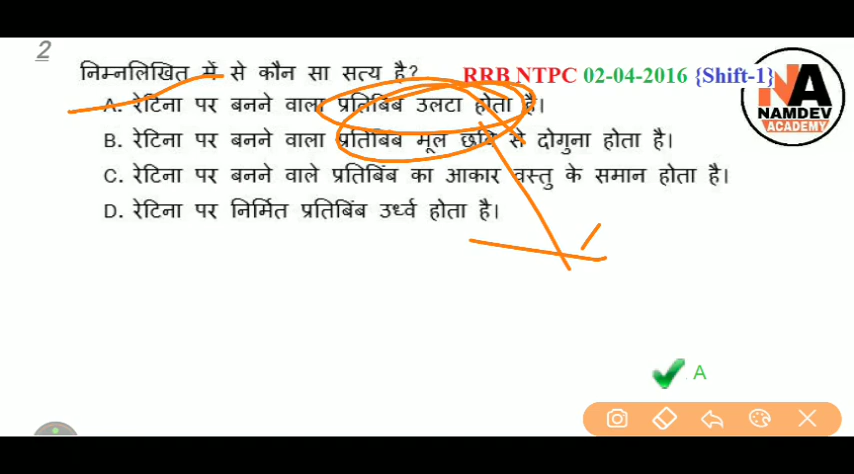 2
निम्नलिखित में से कौन सा सत्य है?
RRB NTPC 02-04-2016 {Shift-1}
A. रेटिना पर बनने वाला प्रतिबिंब उलटा होता है।
B. रेटिना पर बनने वाला प्रतिबिंब मूल छवि से दोगुना होता है।
C. रेटिना पर बनने वाले प्रतिबिंब का आकार वस्तु के समान होता है।
D. रेटिना पर निर्मित प्रतिबिंब उर्ध्व होता है।
NA
NAMDEV
ACADEMY
A